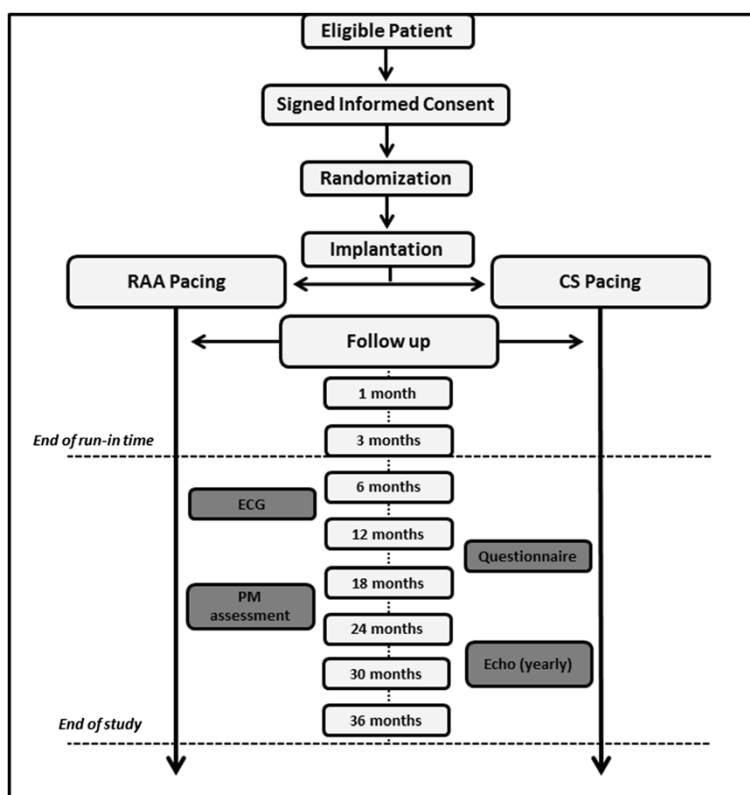 Eligible Patient
Signed Informed Consent
Randomization
Implantation
RAA Pacing
CS Pacing
Follow up
1 month
End of run-in time
3 months
6 months
ECG
12 months
Questionnaire
18 months
PM
assessment
24 months
Echo (yearly)
30 months
End of study
36 months